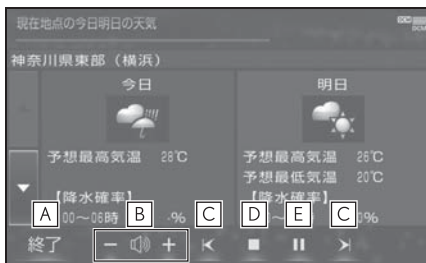 現在地点の今日明日の天気
DCM
神奈川県東部（横浜）
今日
明日
予想最高気温 28℃
予想最高気温 26℃
予想最低気温 20℃
【降水確率】
【降水確率】
A
B
C
D
E
C
00～06時 -%
0%
終了